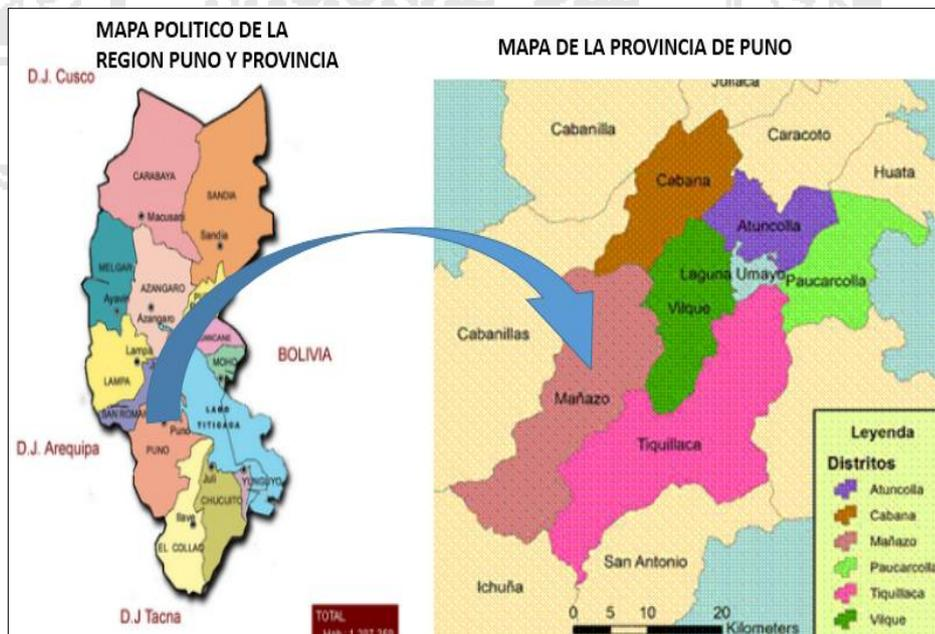 MAPA POLITICO DE LA
REGION PUNO Y PROVINCIA
D.J. Cusco
CARABAYA
Macusani
SANDIA
Sandia
MELGAR
Ayaviri
AZANGARO
Azangaro
Lampa
LAMPA
MOHO
BOLIVIA
LAGO
TITICACA
SAN ROMAN
Puno
PUNO
D.J. Arequipa
Juli
YUNGUYO
CHUCUITO
Ilave
EL COLLAO
D.J Tacna
TOTAL
MAPA DE LA PROVINCIA DE PUNO
Juliaca
Cabanilla
Caracoto
Huata
Cabana
Atuncolla
Laguna Umayo
Paucarcolla
Vilque
Cabanillas
Mañazo
Tiquillaca
San Antonio
Ichuña
0 5 10 20
Kilometers
Leyenda
Distritos
Atuncolla
Cabana
Mañazo
Paucarcolla
Tiquillaca
Vilque